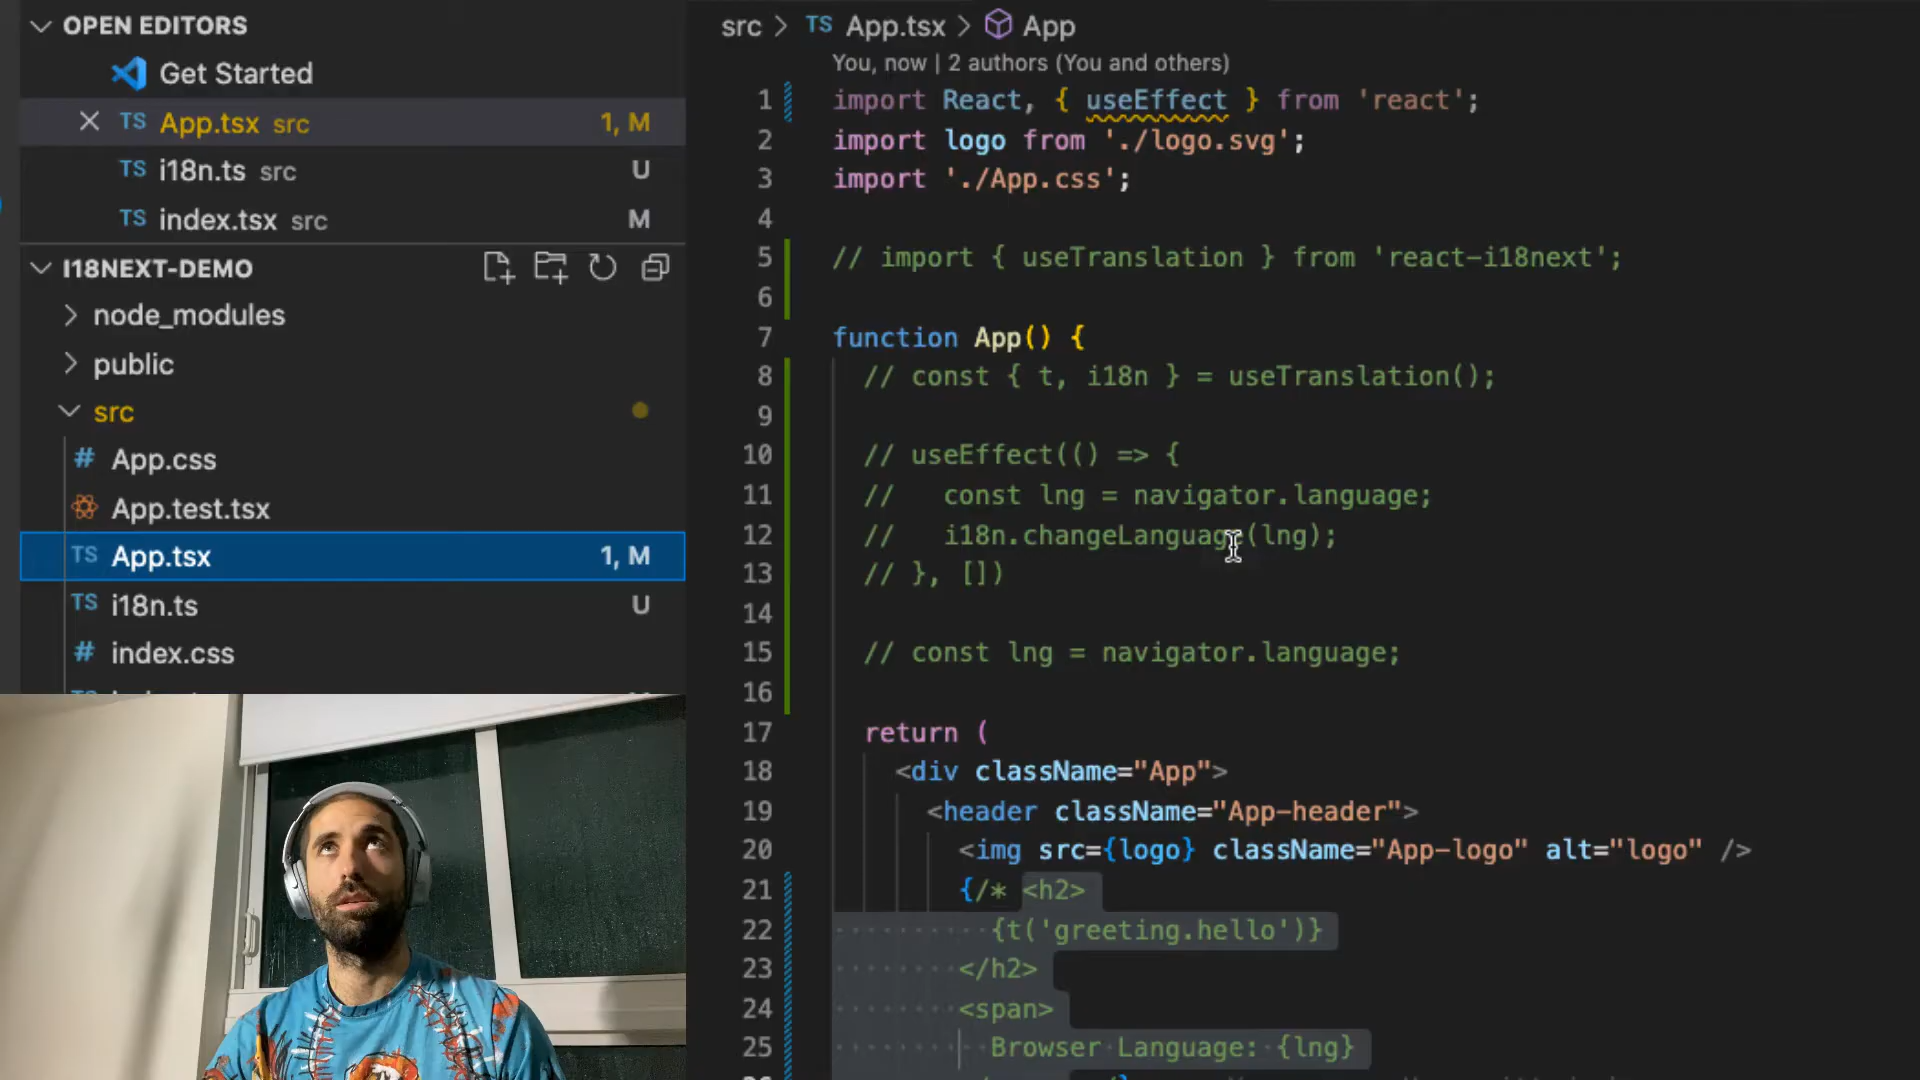 OPEN EDITORS
Get Started
TS App.tsx src 1, M
TS i18n.ts src U
TS index.tsx src M
I18NEXT-DEMO
node_modules
public
src
# App.css
App.test.tsx
TS App.tsx 1, M
TS i18n.ts U
# index.css
src > TS App.tsx > App
You, now | 2 authors (You and others)
1 import React, { useEffect } from 'react';
2 import logo from './logo.svg';
3 import './App.css';
4
5 // import { useTranslation } from 'react-i18next';
6
7 function App() {
8 // const { t, i18n } = useTranslation();
9
10 // useEffect(() => {
11 //   const lng = navigator.language;
12 //   i18n.changeLanguage(lng);
13 // }, [])
14
15 // const lng = navigator.language;
16
17 return (
18 <div className="App">
19 <header className="App-header">
20 <img src={logo} className="App-logo" alt="logo" />
21 {/* <h2>
22 {t('greeting.hello')}
23 </h2>
24 <span>
25 Browser Language: {lng}